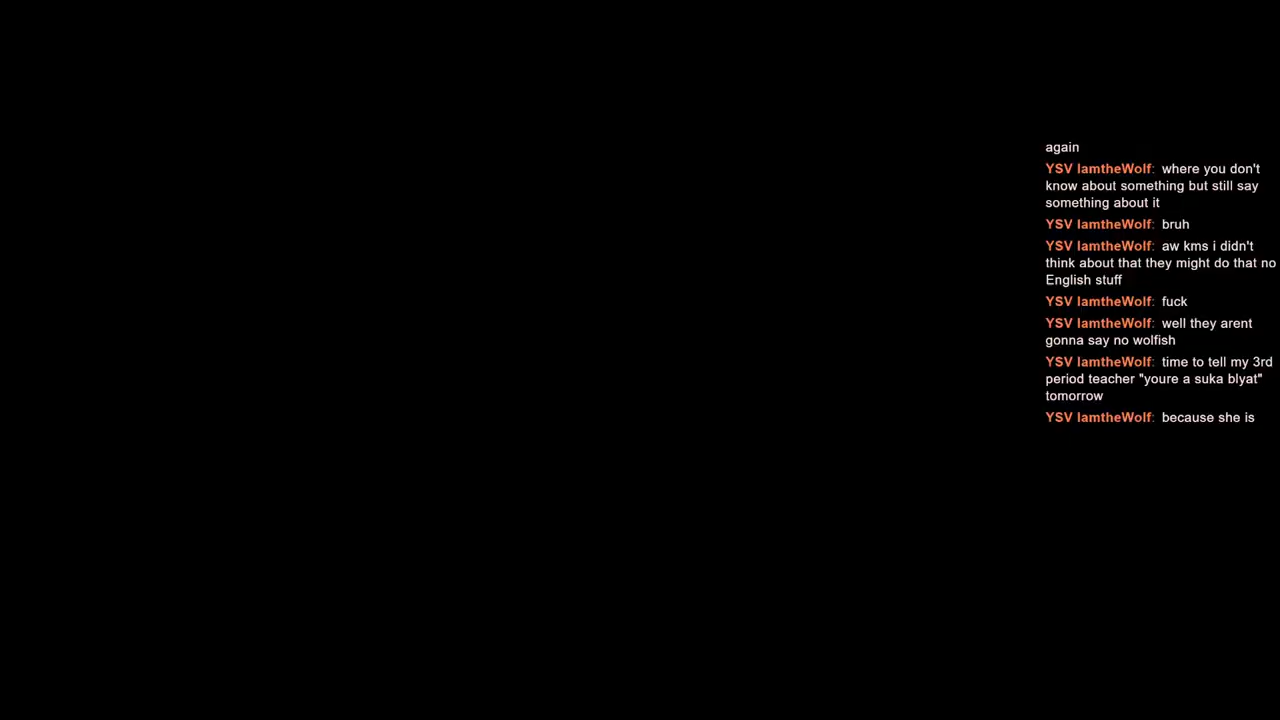 again
YSV IamtheWolf: where you don't
know about something but still say
something about it
YSV IamtheWolf: bruh
YSV IamtheWolf: aw kms i didn't
think about that they might do that no
English stuff
YSV IamtheWolf: fuck
YSV IamtheWolf: well they arent
gonna say no wolfish
YSV IamtheWolf: time to tell my 3rd
period teacher "youre a suka blyat"
tomorrow
YSV IamtheWolf: because she is